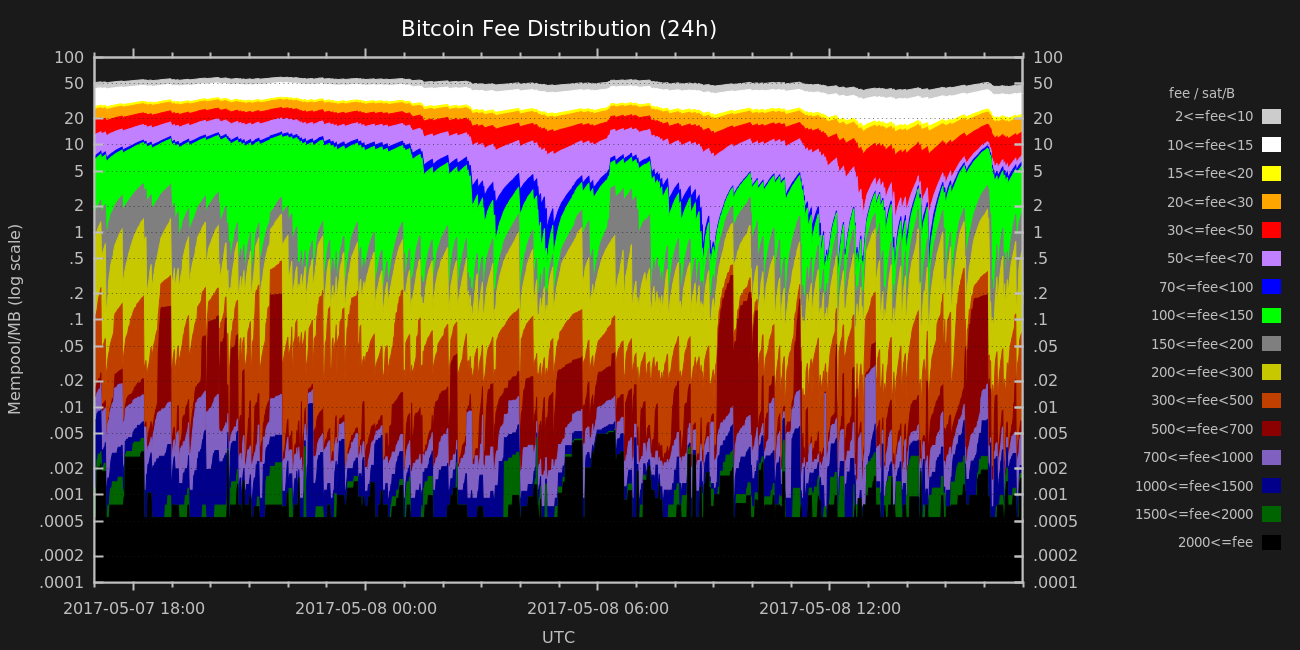 Bitcoin Fee Distribution (24h)
100
50
20
10
5
2
1
.5
.2
.1
.05
.02
.01
.005
.002
.001
.0005
.0002
.0001
Mempool/MB (log scale)
100
50
20
10
5
2
1
.5
.2
.1
.05
.02
.01
.005
.002
.001
.0005
.0002
.0001
2017-05-07 18:00
2017-05-08 00:00
2017-05-08 06:00
2017-05-08 12:00
UTC
fee / sat/B
2<=fee<10
10<=fee<15
15<=fee<20
20<=fee<30
30<=fee<50
50<=fee<70
70<=fee<100
100<=fee<150
150<=fee<200
200<=fee<300
300<=fee<500
500<=fee<700
700<=fee<1000
1000<=fee<1500
1500<=fee<2000
2000<=fee